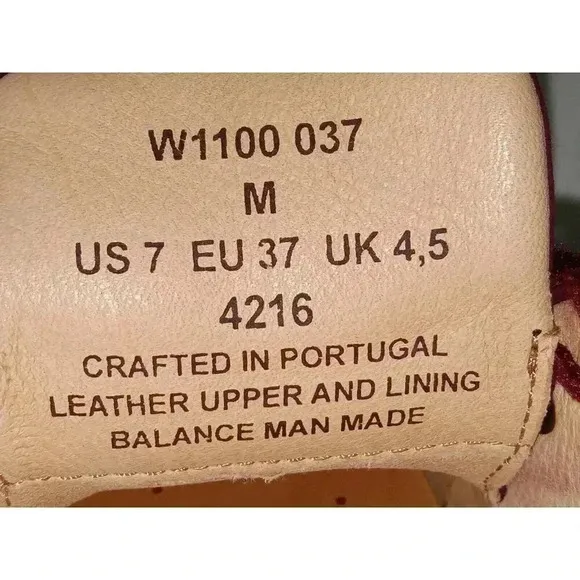 W1100 037
M
US 7 EU 37 UK 4,5
4216
CRAFTED IN PORTUGAL
LEATHER UPPER AND LINING
BALANCE MAN MADE